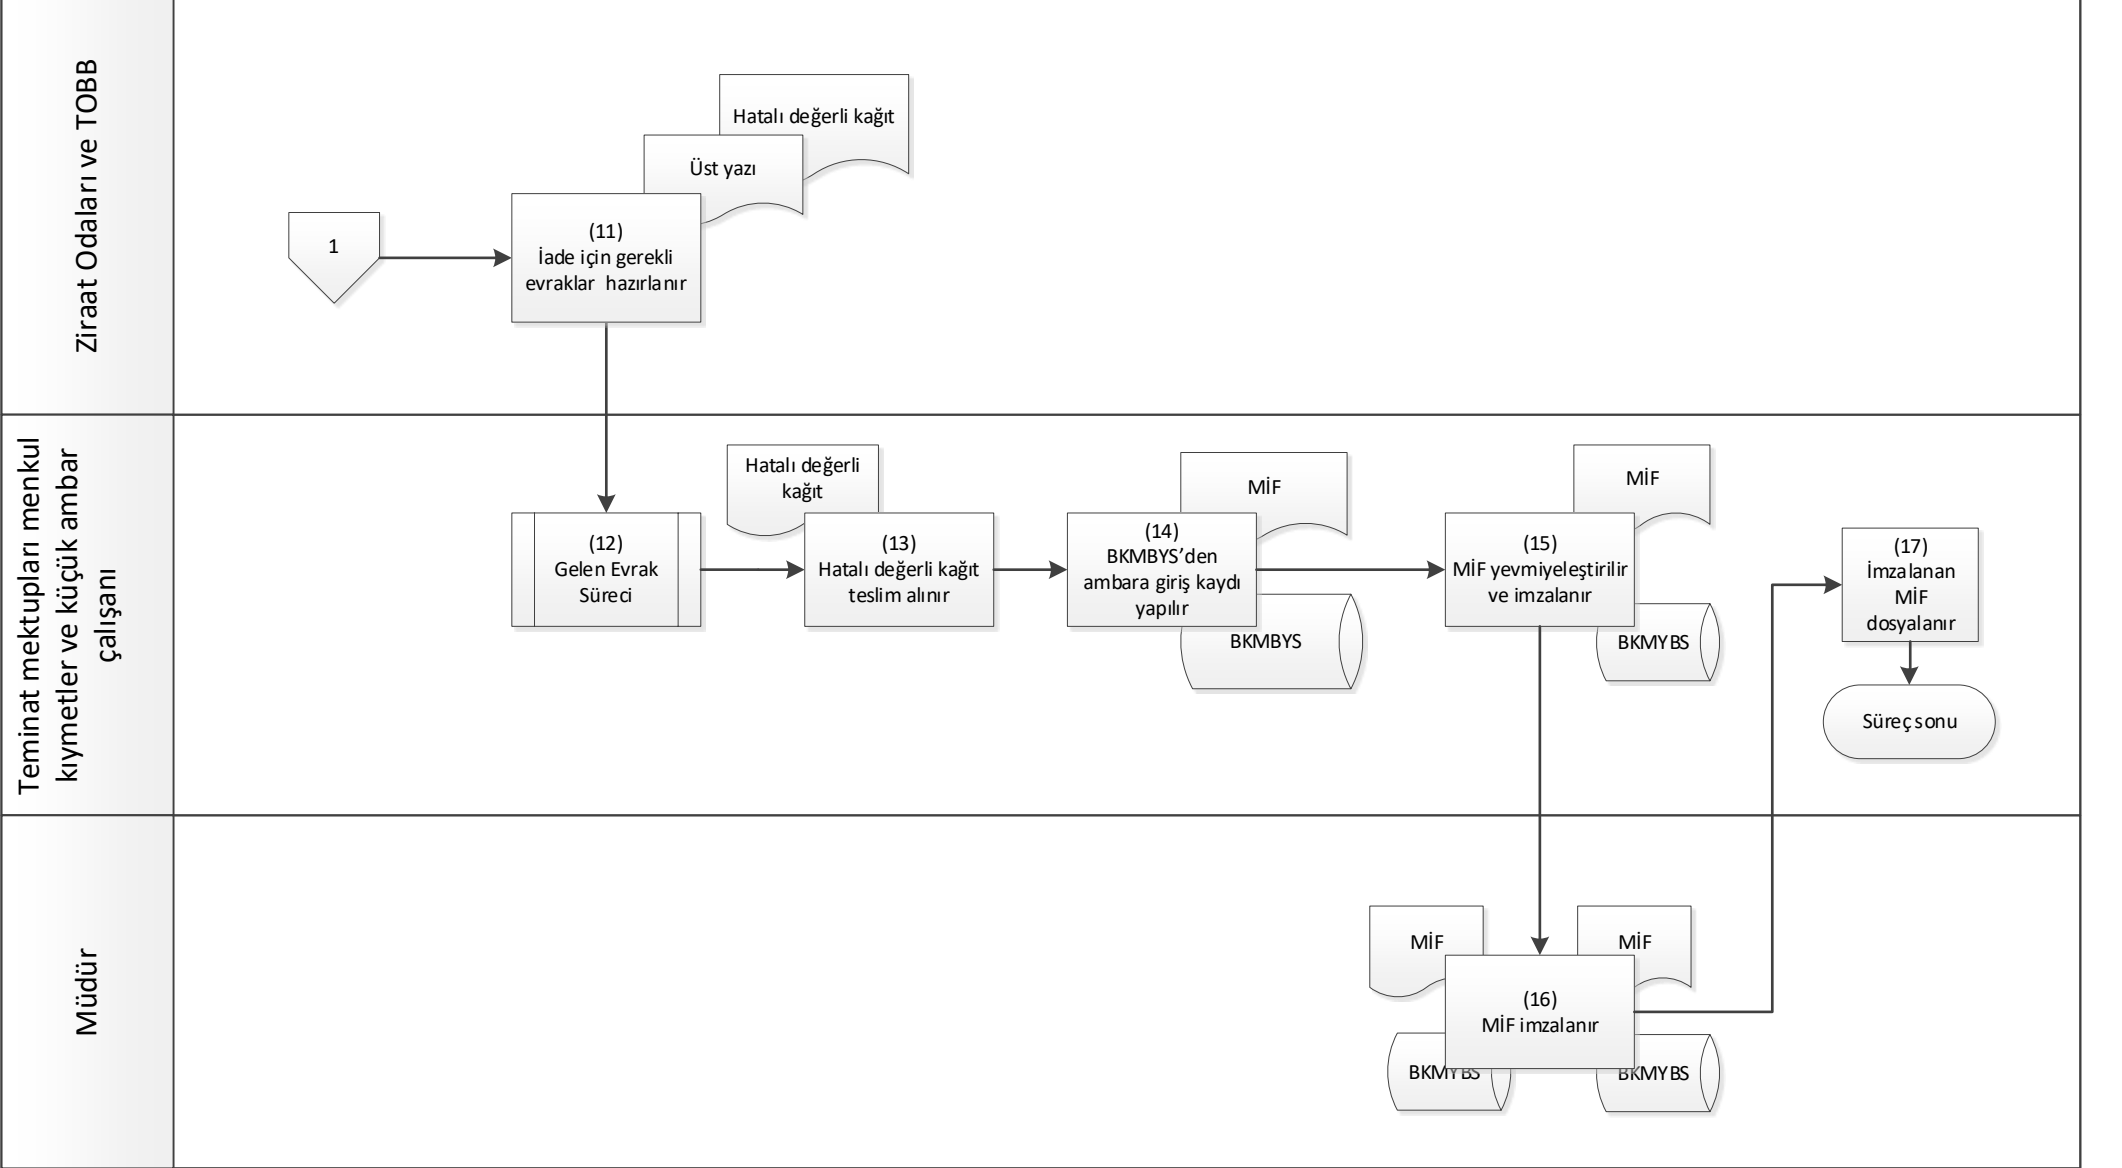 Ziraat Odaları ve TOBB
Hatalı değerli kağıt
Üst yazı
1
(11)
İade için gerekli
evraklar hazırlanır
Teminat mektupları menkul
kıymetler ve küçük ambar
çalışanı
Hatalı değerli
kağıt
(12)
Gelen Evrak
Süreci
(13)
Hatalı değerli kağıt
teslim alınır
MİF
(14)
BKMBYS’den
ambara giriş kaydı
yapılır
BKMBYS
MİF
(15)
MİF yevmiyeleştirilir
ve imzalanır
BKMYBS
(17)
İmzalanan
MİF
dosyalanır
Süreç sonu
Müdür
MİF
MİF
(16)
MİF imzalanır
BKMYBS
BKMYBS